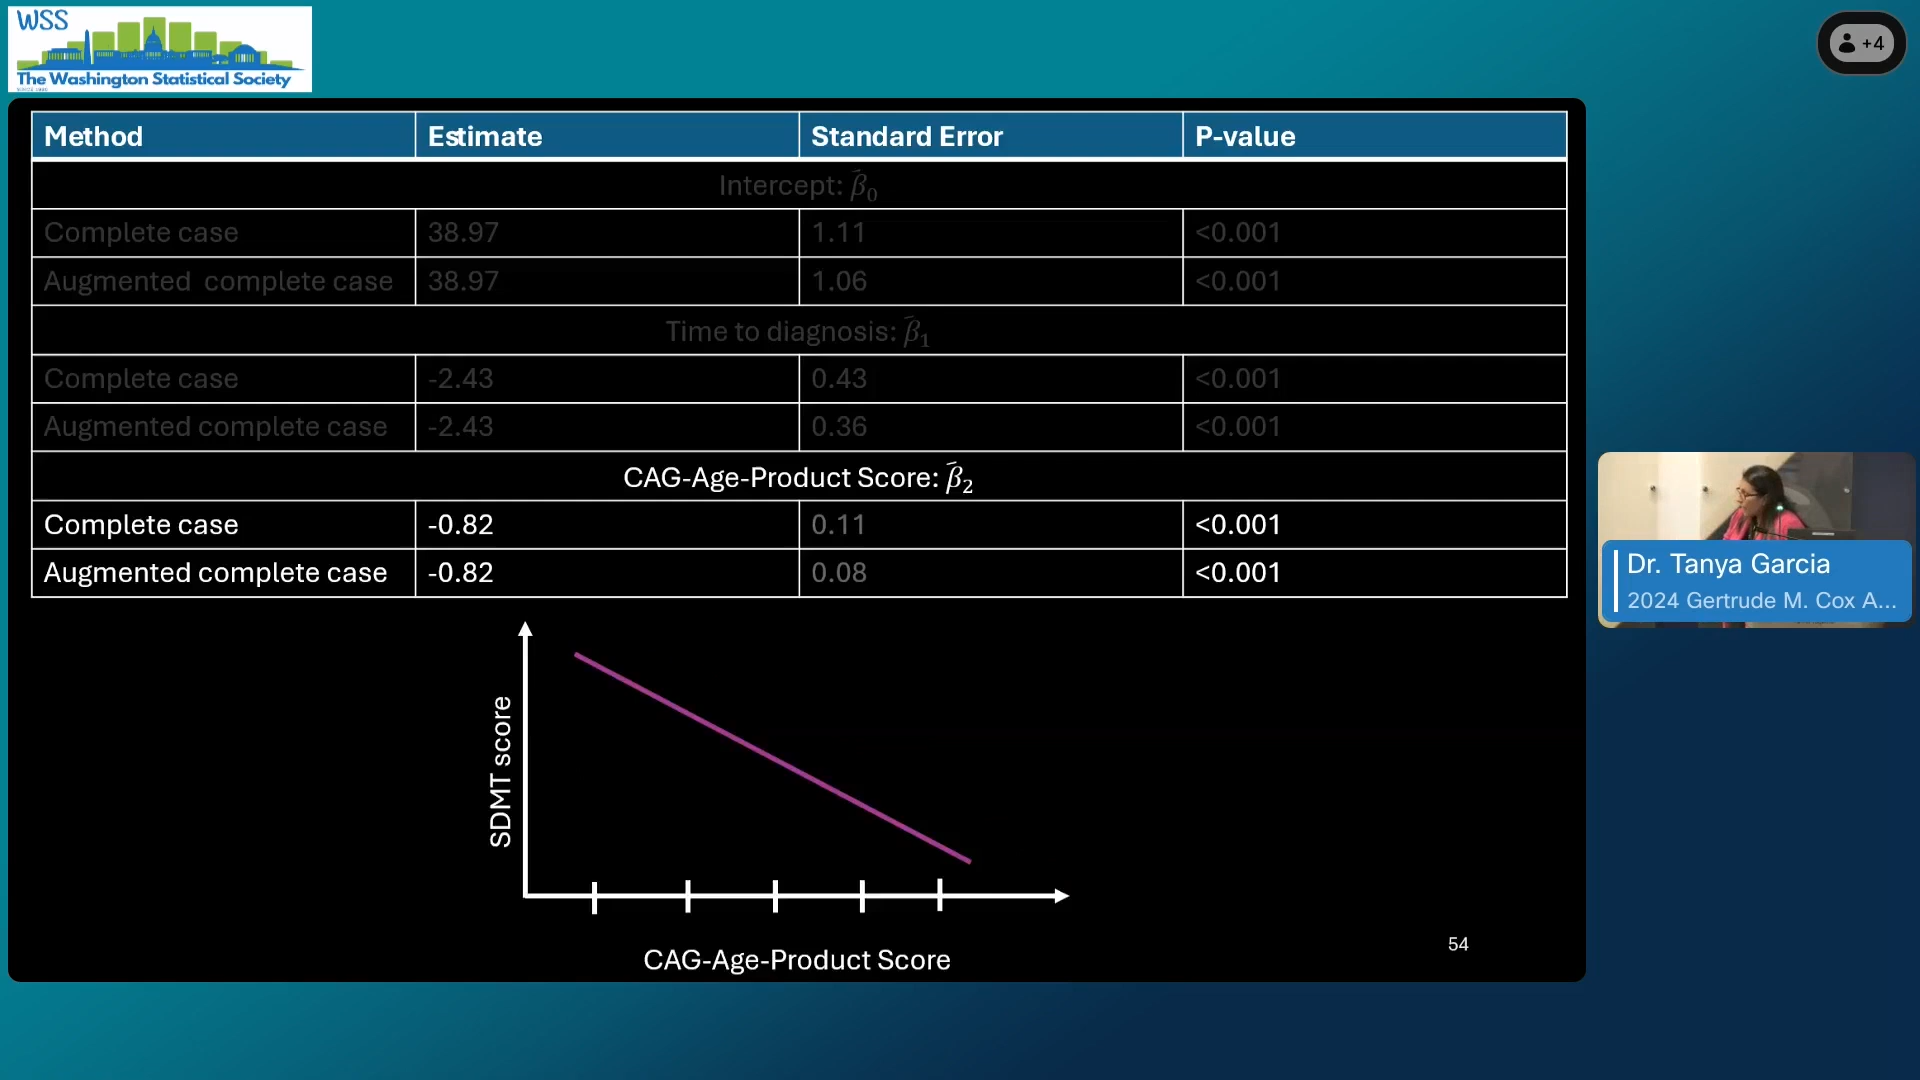 WSS
The Washington Statistical Society
+4
Method Estimate Standard Error P-value
Intercept: β̄₀
Complete case 38.97 1.11 <0.001
Augmented complete case 38.97 1.06 <0.001
Time to diagnosis: β̄₁
Complete case -2.43 0.43 <0.001
Augmented complete case -2.43 0.36 <0.001
CAG-Age-Product Score: β̄₂
Complete case -0.82 0.11 <0.001
Augmented complete case -0.82 0.08 <0.001
Dr. Tanya Garcia
2024 Gertrude M. Cox A...
SDMT score
CAG-Age-Product Score
54